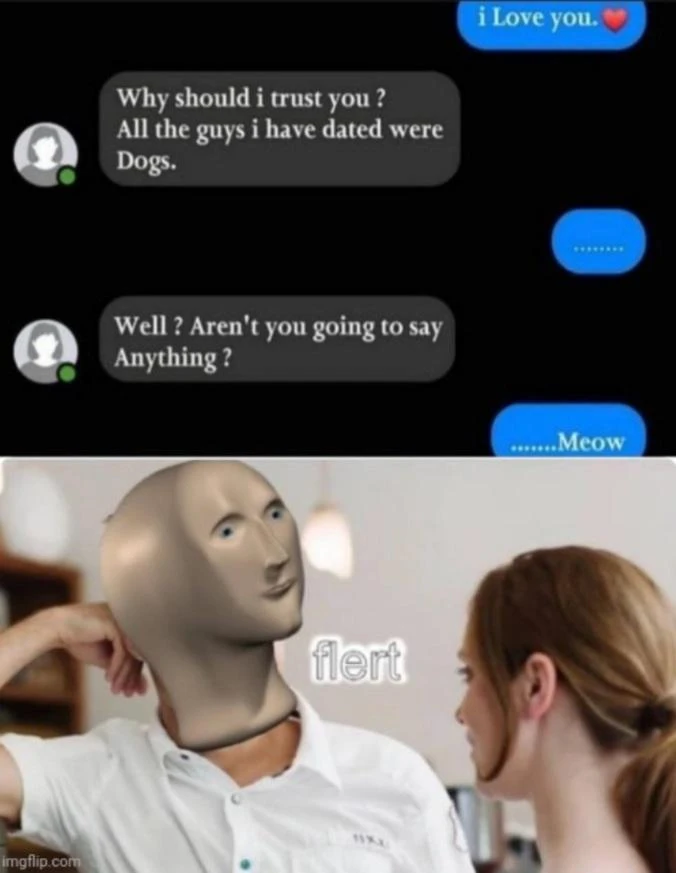 i Love you.❤️
Why should i trust you ?
All the guys i have dated were
Dogs.
........
Well ? Aren't you going to say
Anything ?
.......Meow
flert
imgflip.com